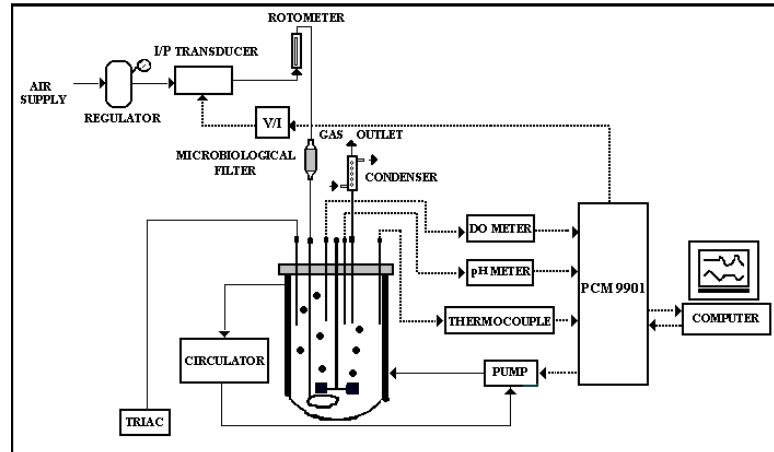 ROTOMETER
I/P TRANSDUCER
AIR
SUPPLY
REGULATOR
V/I
GAS OUTLET
MICROBIOLOGICAL
FILTER
CONDENSER
DO METER
pH METER
PCM 9901
THERMOCOUPLE
COMPUTER
CIRCULATOR
PUMP
TRIAC